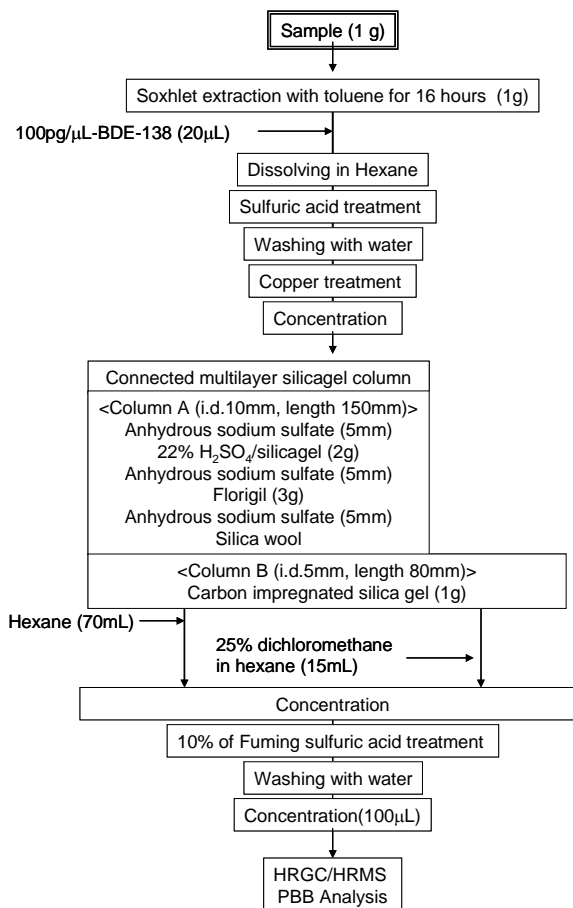 Sample (1 g)
Soxhlet extraction with toluene for 16 hours (1g)
100pg/μL-BDE-138 (20μL)
Dissolving in Hexane
Sulfuric acid treatment
Washing with water
Copper treatment
Concentration
Connected multilayer silicagel column
<Column A (i.d.10mm, length 150mm)>
Anhydrous sodium sulfate (5mm)
22% H₂SO₄/silicagel (2g)
Anhydrous sodium sulfate (5mm)
Florigil (3g)
Anhydrous sodium sulfate (5mm)
Silica wool
<Column B (i.d.5mm, length 80mm)>
Carbon impregnated silica gel (1g)
Hexane (70mL)
25% dichloromethane
in hexane (15mL)
Concentration
10% of Fuming sulfuric acid treatment
Washing with water
Concentration(100μL)
HRGC/HRMS
PBB Analysis